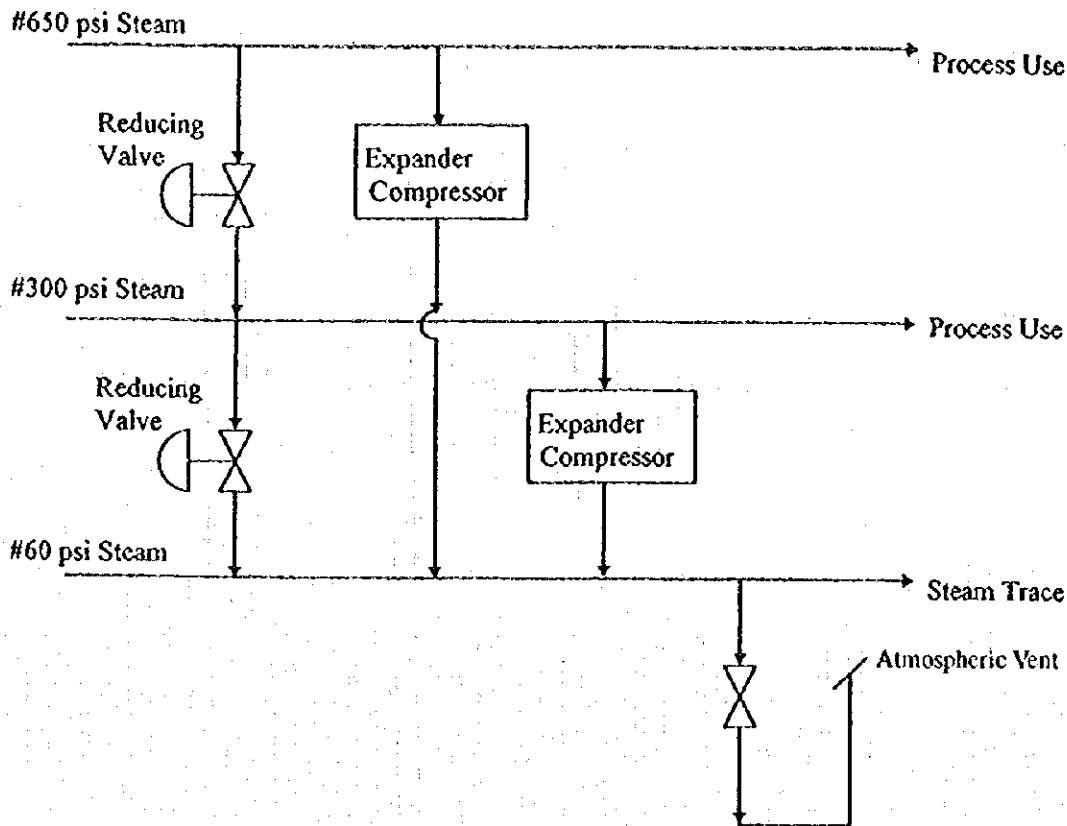 #650 psi Steam
Process Use
Reducing
Valve
Expander
Compressor
#300 psi Steam
Process Use
Reducing
Valve
Expander
Compressor
#60 psi Steam
Steam Trace
Atmospheric Vent